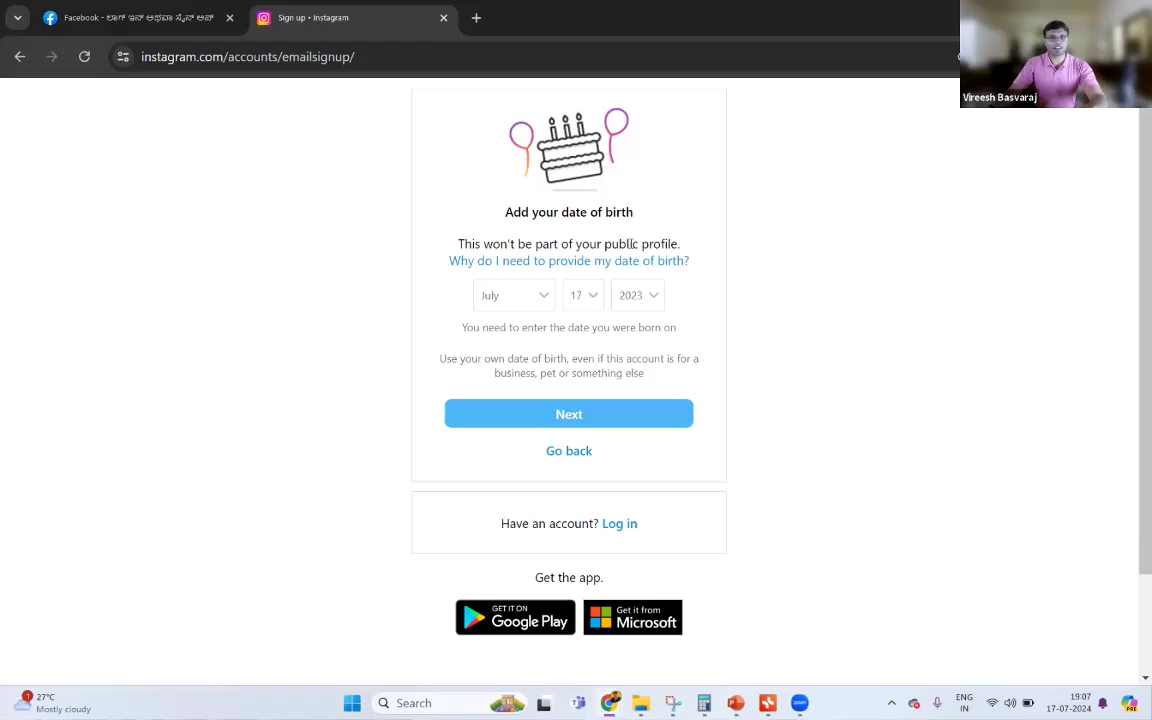 Facebook - ಲಾಗ್ ಇನ್ ಅಥವಾ ಸೈನ್ ಅಪ್
Sign up • Instagram
instagram.com/accounts/emailsignup/
Vireesh Basvaraj
Add your date of birth
This won't be part of your public profile.
Why do I need to provide my date of birth?
July 17 2023
You need to enter the date you were born on
Use your own date of birth, even if this account is for a
business, pet or something else
Next
Go back
Have an account? Log in
Get the app.
GET IT ON
Google Play
Get it from
Microsoft
1
27°C
Mostly cloudy
Search
zoom
ENG
IN
19:07
17-07-2024
PRE